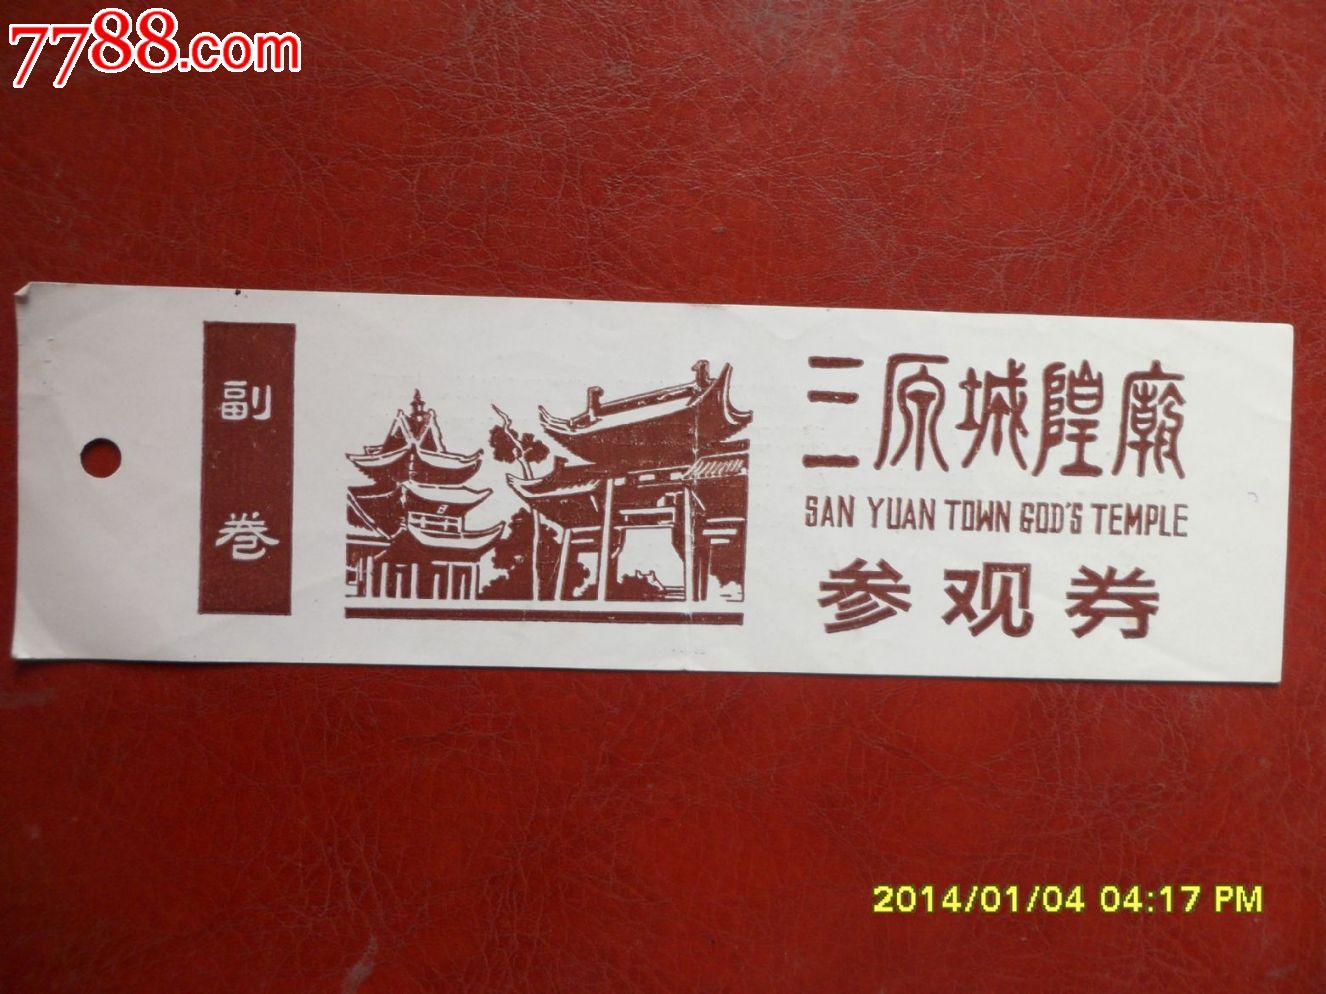 7788.com
副卷
三原城隍廟
SAN YUAN TOWN GOD'S TEMPLE
参观券
2014/01/04 04:17 PM